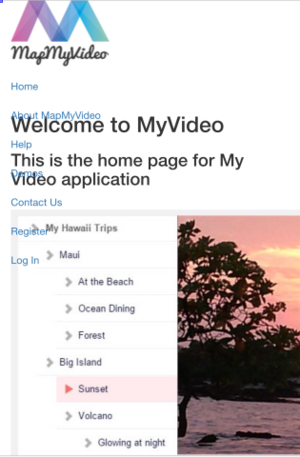 MapMyVideo
Home
About MapMyVideo
Welcome to MyVideo
Help
This is the home page for My
Demos
Video application
Contact Us
My Hawaii Trips
Register
Maui
Log In
At the Beach
Ocean Dining
Forest
Big Island
Sunset
Volcano
Glowing at night